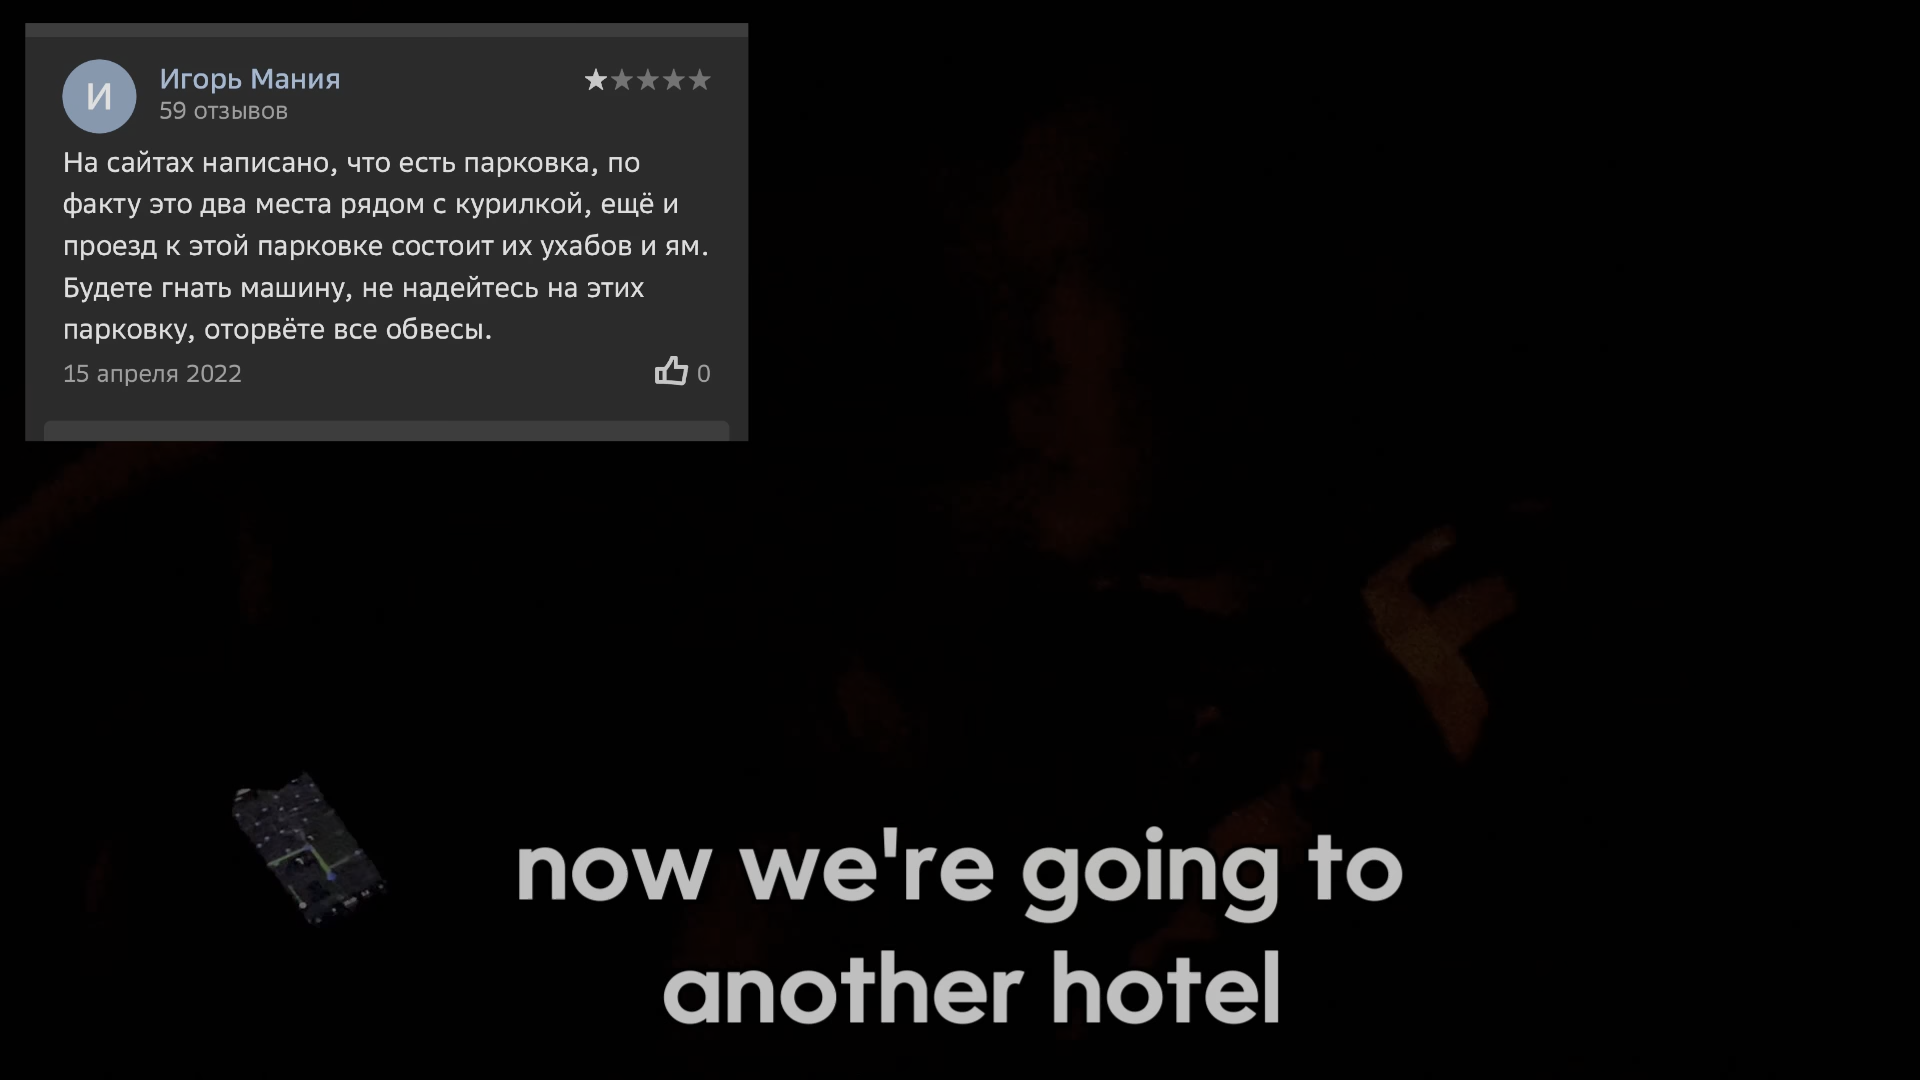 И
Игорь Мания
59 отзывов
На сайтах написано, что есть парковка, по
факту это два места рядом с курилкой, ещё и
проезд к этой парковке состоит их ухабов и ям.
Будете гнать машину, не надейтесь на этих
парковку, оторвёте все обвесы.
15 апреля 2022
0
now we're going to
another hotel